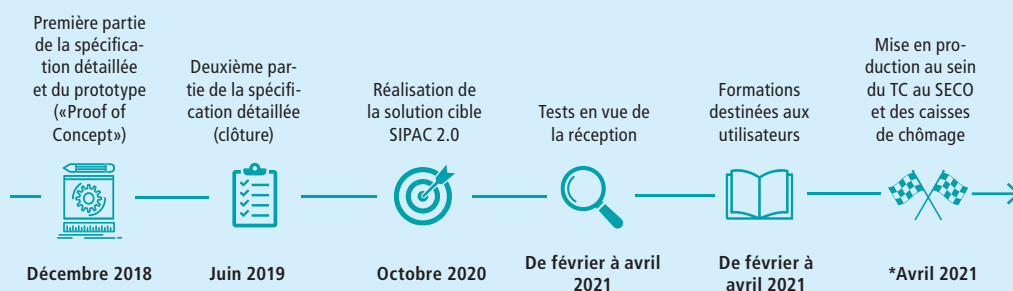 Première partie
de la spécifica-
tion détaillée
et du prototype
(«Proof of
Concept»)
Décembre 2018
Deuxième par-
tie de la spécifi-
cation détaillée
(clôture)
Juin 2019
Réalisation de
la solution cible
SIPAC 2.0
Octobre 2020
Tests en vue de
la réception
De février à avril
2021
Formations
destinées aux
utilisateurs
De février à
avril 2021
Mise en pro-
duction au sein
du TC au SECO
et des caisses
de chômage
*Avril 2021